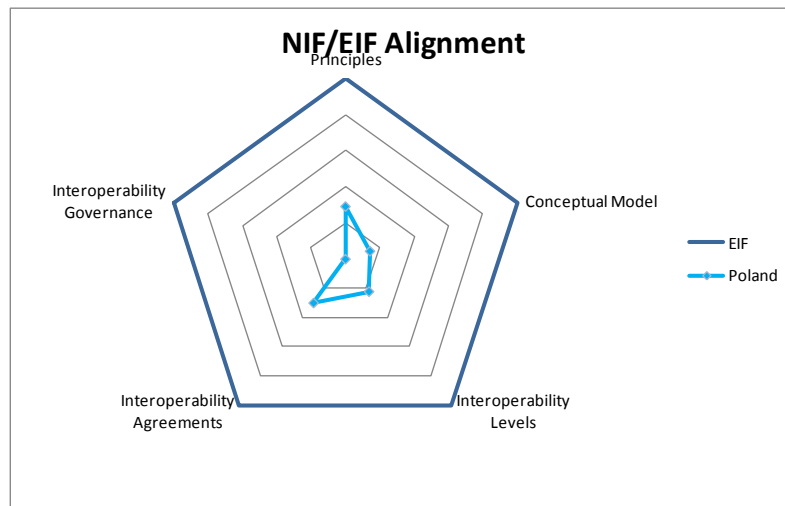 NIF/EIF Alignment
Principles
Interoperability
Governance
Conceptual Model
EIF
Poland
Interoperability
Agreements
Interoperability
Levels